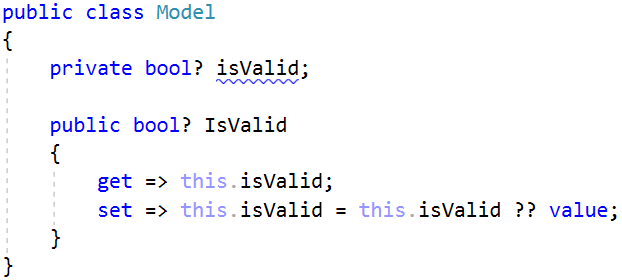 public class Model
{
    private bool? isValid;

    public bool? IsValid
    {
        get => this.isValid;
        set => this.isValid = this.isValid ?? value;
    }
}